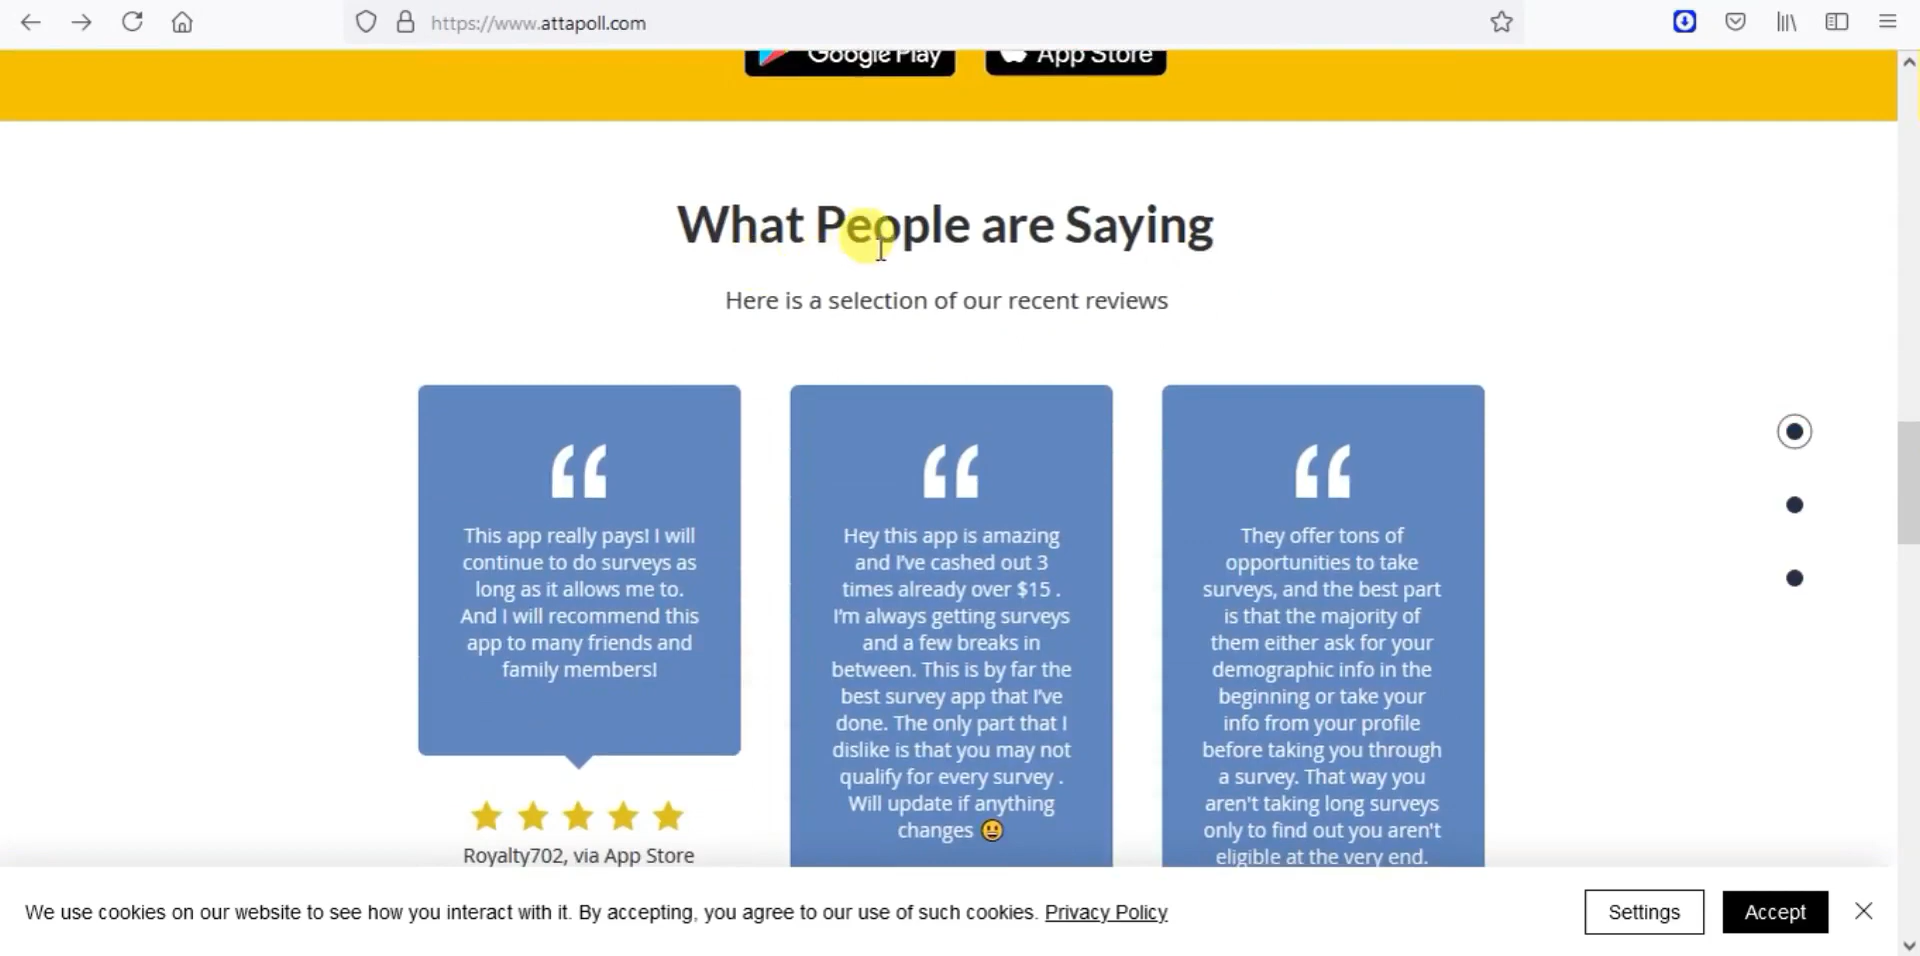 https://www.attapoll.com
Google Play
App Store
What People are Saying
Here is a selection of our recent reviews
“
This app really pays! I will
continue to do surveys as
long as it allows me to.
And I will recommend this
app to many friends and
family members!
Royalty702, via App Store
“
Hey this app is amazing
and I've cashed out 3
times already over $15 .
I'm always getting surveys
and a few breaks in
between. This is by far the
best survey app that I've
done. The only part that I
dislike is that you may not
qualify for every survey .
Will update if anything
changes 😀
“
They offer tons of
opportunities to take
surveys, and the best part
is that the majority of
them either ask for your
demographic info in the
beginning or take your
info from your profile
before taking you through
a survey. That way you
aren't taking long surveys
only to find out you aren't
eligible at the very end.
We use cookies on our website to see how you interact with it. By accepting, you agree to our use of such cookies. Privacy Policy
Settings
Accept